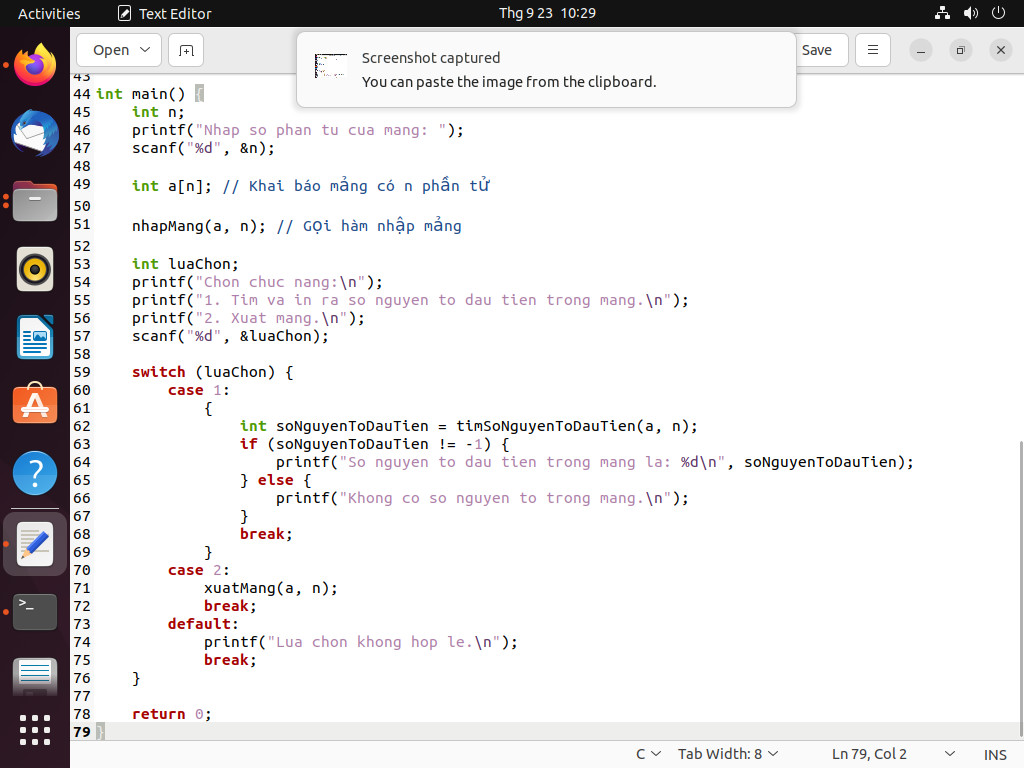 Activities
Text Editor
Thg 9 23 10:29
Open
Save
Screenshot captured
You can paste the image from the clipboard.
43
44 int main() {
45     int n;
46     printf("Nhap so phan tu cua mang: ");
47     scanf("%d", &n);
48
49     int a[n]; // Khai báo mảng có n phần tử
50
51     nhapMang(a, n); // Gọi hàm nhập mảng
52
53     int luaChon;
54     printf("Chon chuc nang:\n");
55     printf("1. Tim va in ra so nguyen to dau tien trong mang.\n");
56     printf("2. Xuat mang.\n");
57     scanf("%d", &luaChon);
58
59     switch (luaChon) {
60         case 1:
61             {
62                 int soNguyenToDauTien = timSoNguyenToDauTien(a, n);
63                 if (soNguyenToDauTien != -1) {
64                     printf("So nguyen to dau tien trong mang la: %d\n", soNguyenToDauTien);
65                 } else {
66                     printf("Khong co so nguyen to trong mang.\n");
67                 }
68                 break;
69             }
70         case 2:
71             xuatMang(a, n);
72             break;
73         default:
74             printf("Lua chon khong hop le.\n");
75             break;
76     }
77
78     return 0;
79 }
C
Tab Width: 8
Ln 79, Col 2
INS